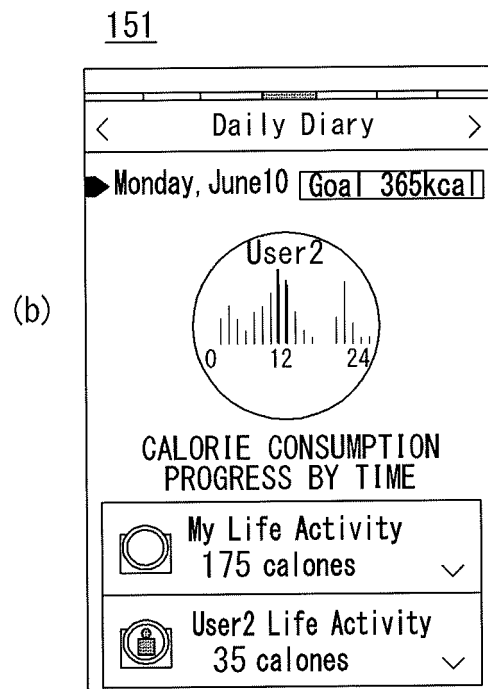 151
< Daily Diary >
Monday, June10 Goal 365kcal
(b)
User2
0 12 24
CALORIE CONSUMPTION
PROGRESS BY TIME
My Life Activity
175 calones
User2 Life Activity
35 calones